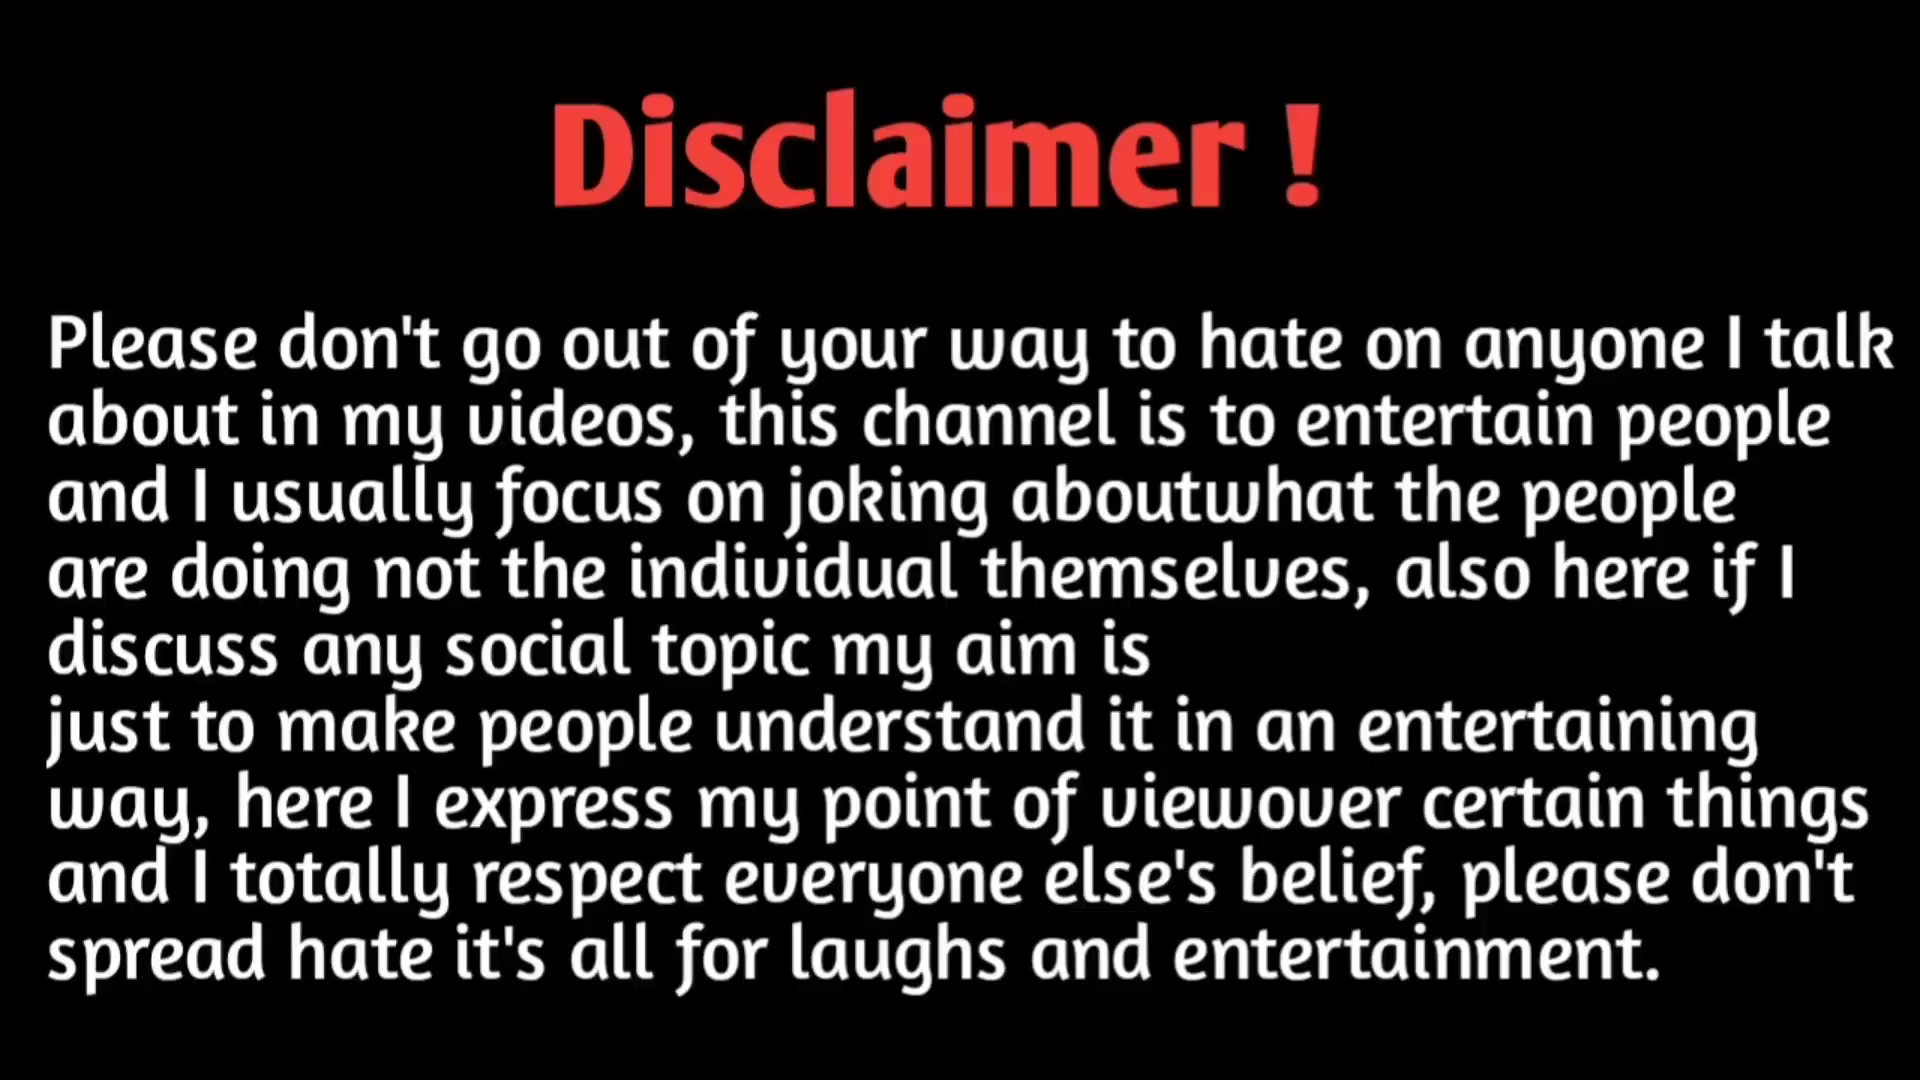 Disclaimer !
Please don't go out of your way to hate on anyone I talk
about in my videos, this channel is to entertain people
and I usually focus on joking aboutwhat the people
are doing not the individual themselves, also here if I
discuss any social topic my aim is
just to make people understand it in an entertaining
way, here I express my point of viewover certain things
and I totally respect everyone else's belief, please don't
spread hate it's all for laughs and entertainment.